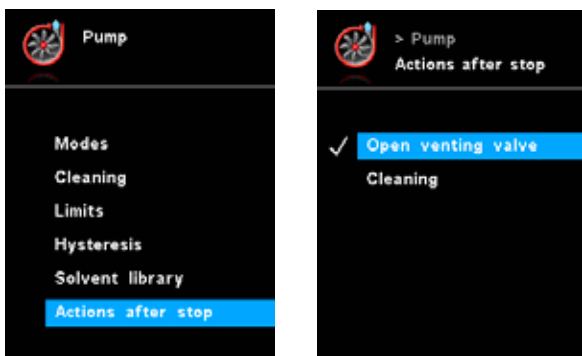 Pump
Modes
Cleaning
Limits
Hysteresis
Solvent library
Actions after stop
> Pump
Actions after stop
Open venting valve
Cleaning